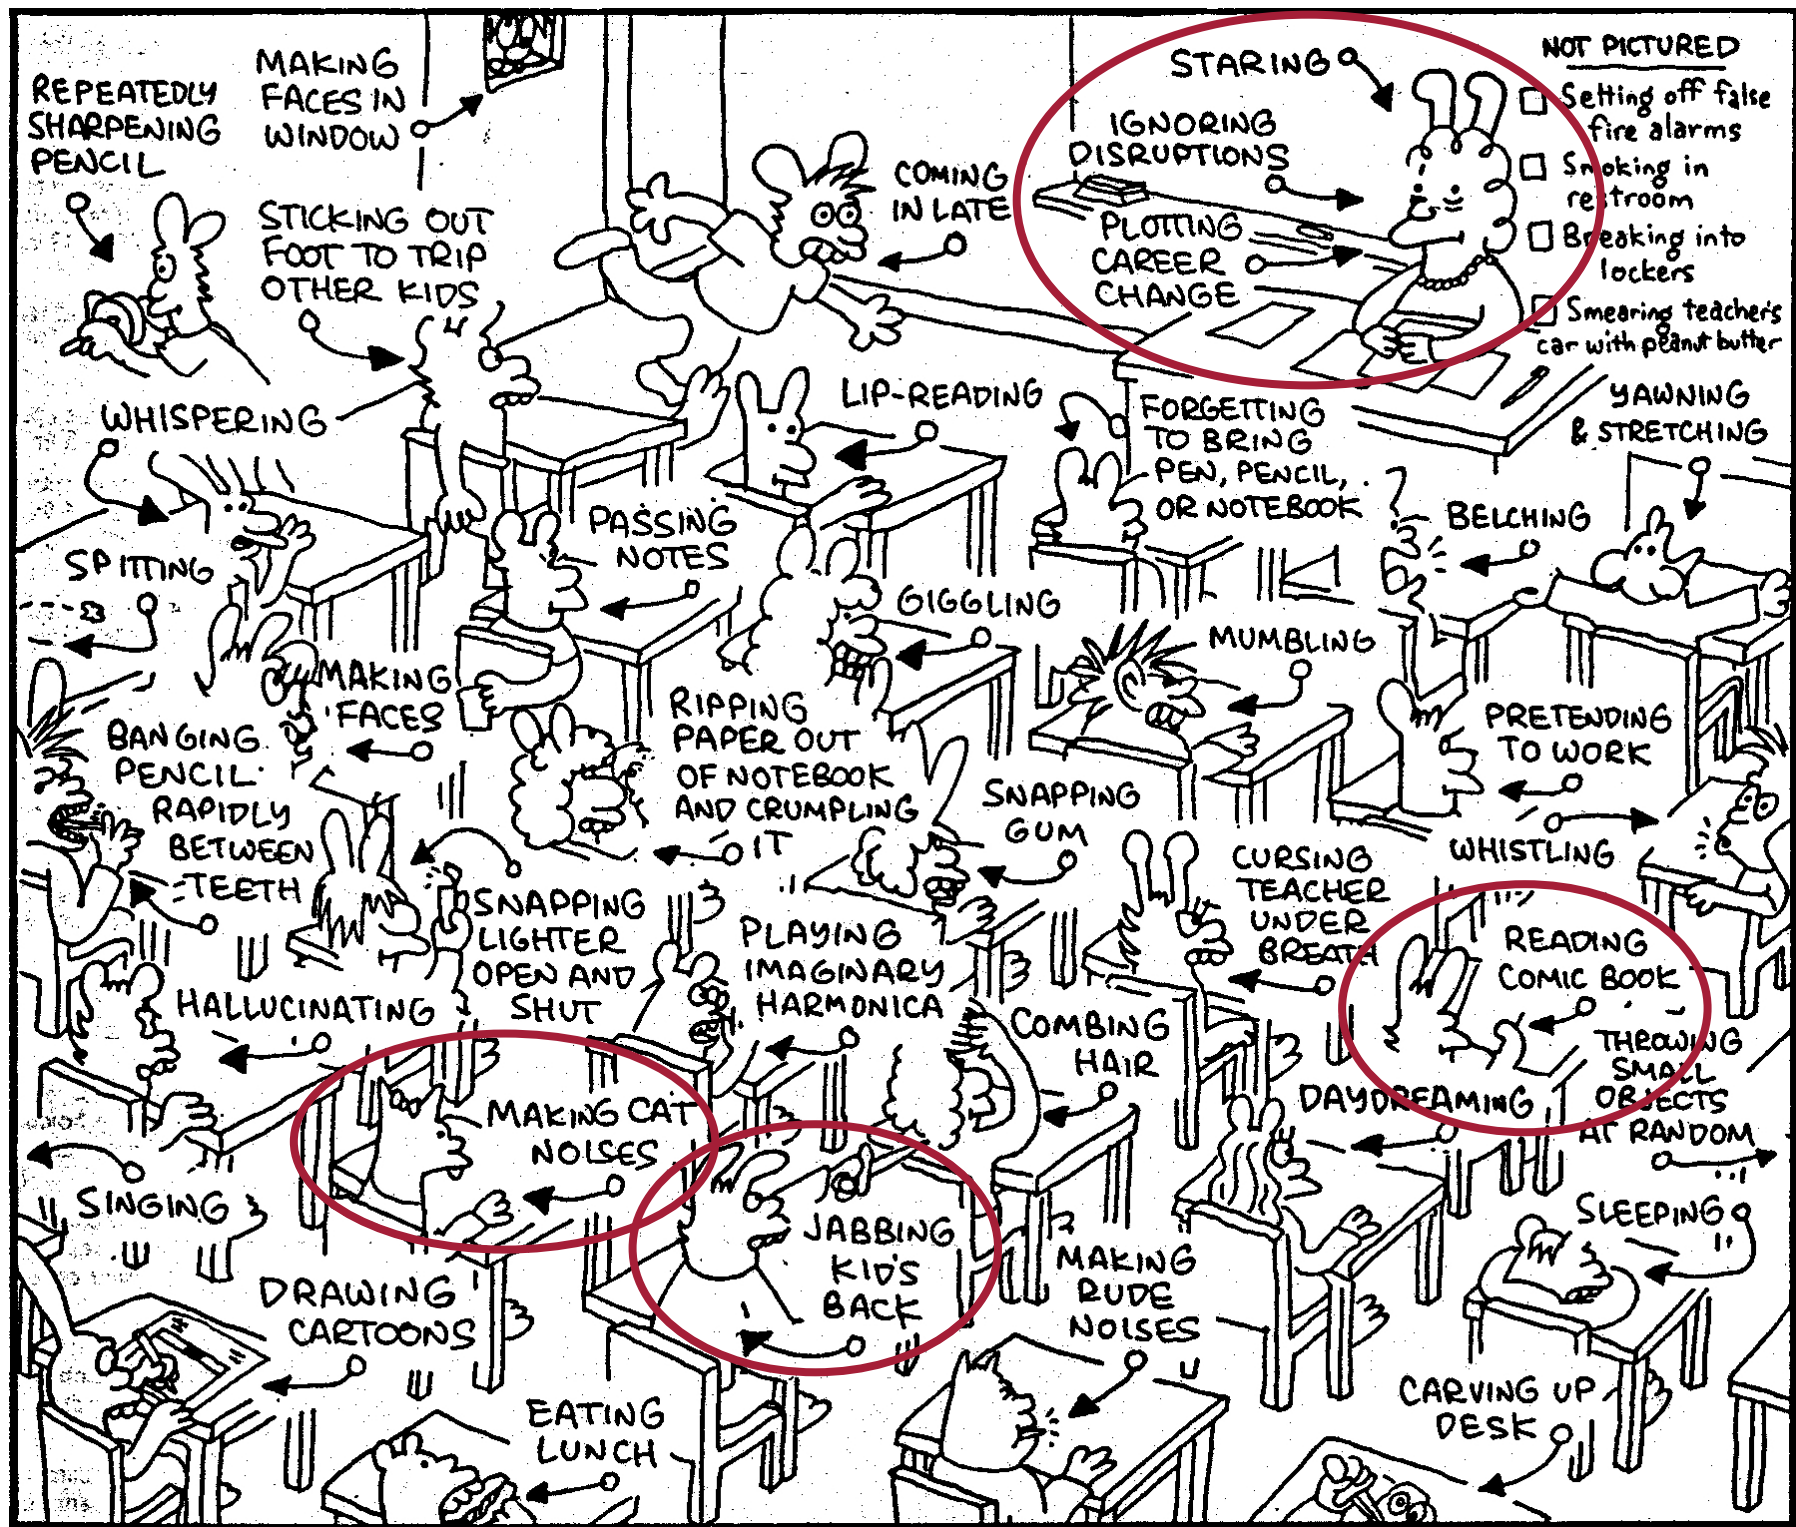 REPEATEDLY
SHARPENING
PENCIL
MAKING
FACES IN
WINDOW
STICKING OUT
FOOT TO TRIP
OTHER KIDS
COMING
IN LATE
STARING
IGNORING
DISRUPTIONS
PLOTTING
CAREER
CHANGE
NOT PICTURED
Setting off false
fire alarms
Smoking in
restroom
Breaking into
lockers
Smearing teacher's
car with peanut butter
WHISPERING
LIP-READING
FORGETTING
TO BRING
PEN, PENCIL,
OR NOTEBOOK
YAWNING
& STRETCHING
SPITTING
PASSING
NOTES
GIGGLING
BELCHING
MUMBLING
MAKING
FACES
BANGING
PENCIL
RAPIDLY
BETWEEN
TEETH
RIPPING
PAPER OUT
OF NOTEBOOK
AND CRUMPLING
IT
SNAPPING
GUM
PRETENDING
TO WORK
WHISTLING
SNAPPING
LIGHTER
OPEN AND
SHUT
PLAYING
IMAGINARY
HARMONICA
CURSING
TEACHER
UNDER
BREATH
READING
COMIC BOOK
HALLUCINATING
COMBING
HAIR
THROWING
SMALL
OBJECTS
AT RANDOM
DAYDREAMING
MAKING CAT
NOISES
SINGING
JABBING
KID'S
BACK
MAKING
RUDE
NOISES
SLEEPING
DRAWING
CARTOONS
EATING
LUNCH
CARVING UP
DESK